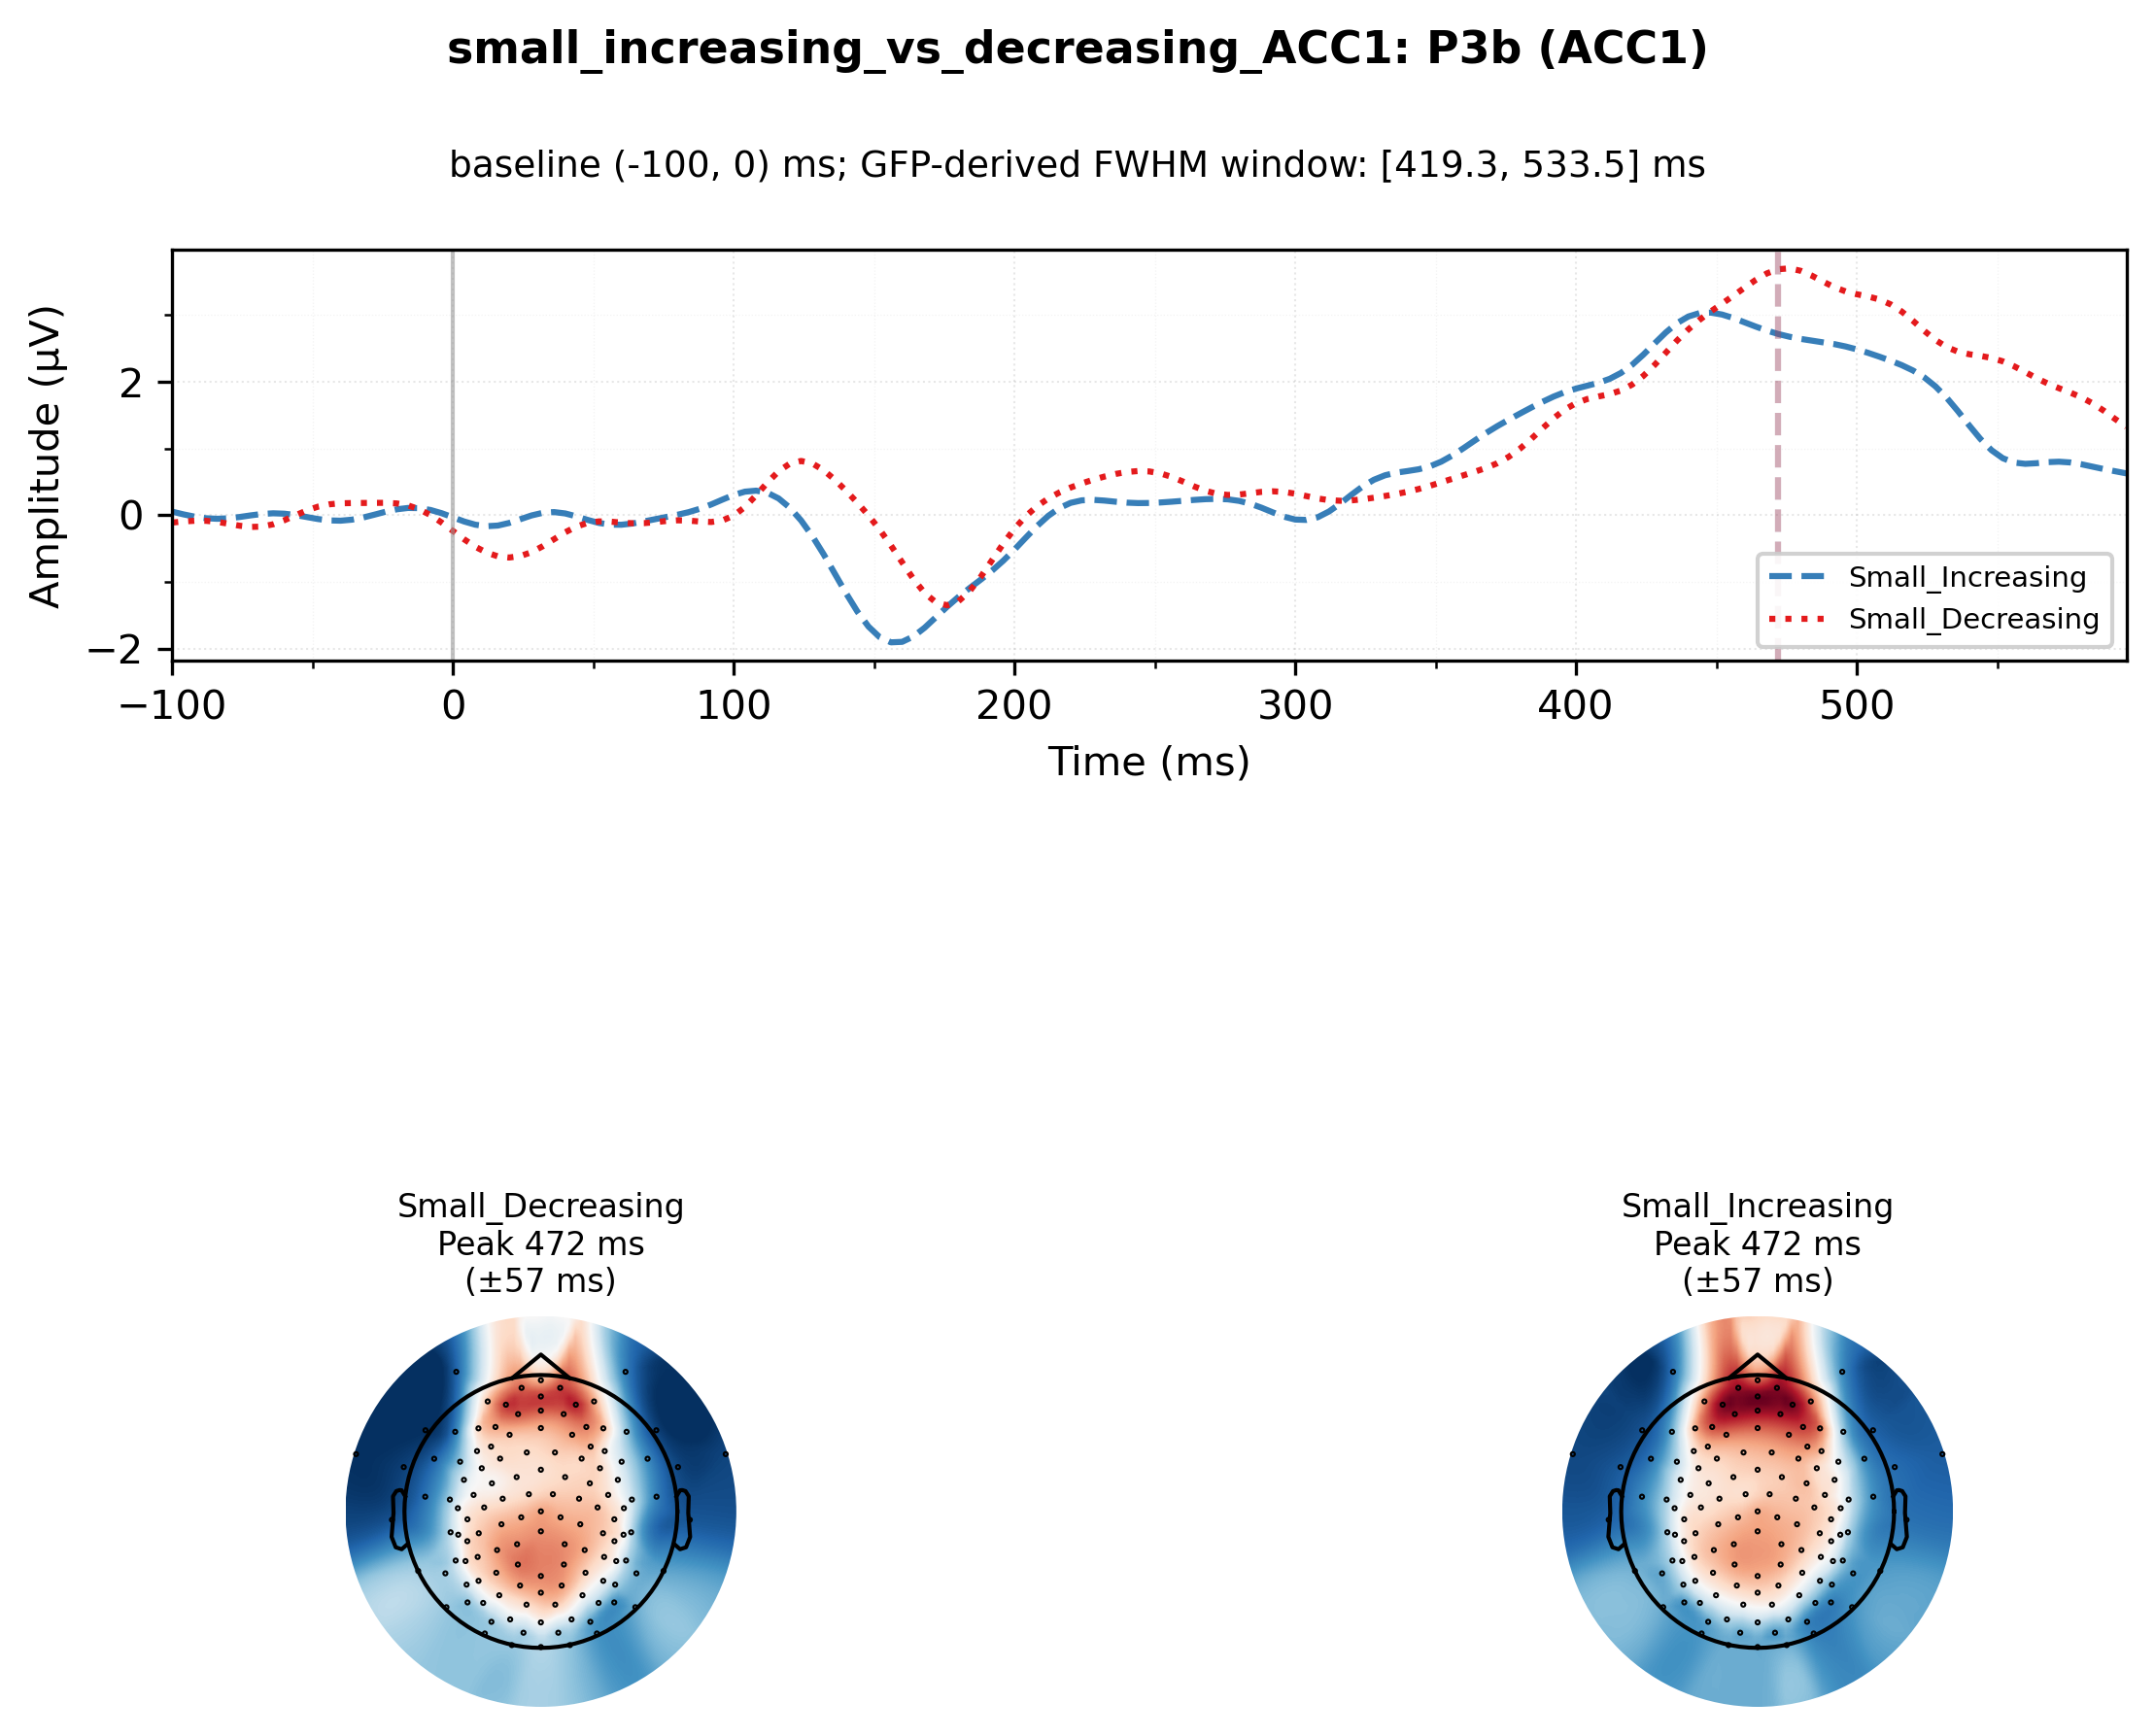 small_increasing_vs_decreasing_ACC1: P3b (ACC1)
baseline (-100, 0) ms; GFP-derived FWHM window: [419.3, 533.5] ms
Amplitude (μV)
2
0
−2
−100
0
100
200
300
400
500
Time (ms)
Small_Increasing
Small_Decreasing
Small_Decreasing
Peak 472 ms
(±57 ms)
Small_Increasing
Peak 472 ms
(±57 ms)